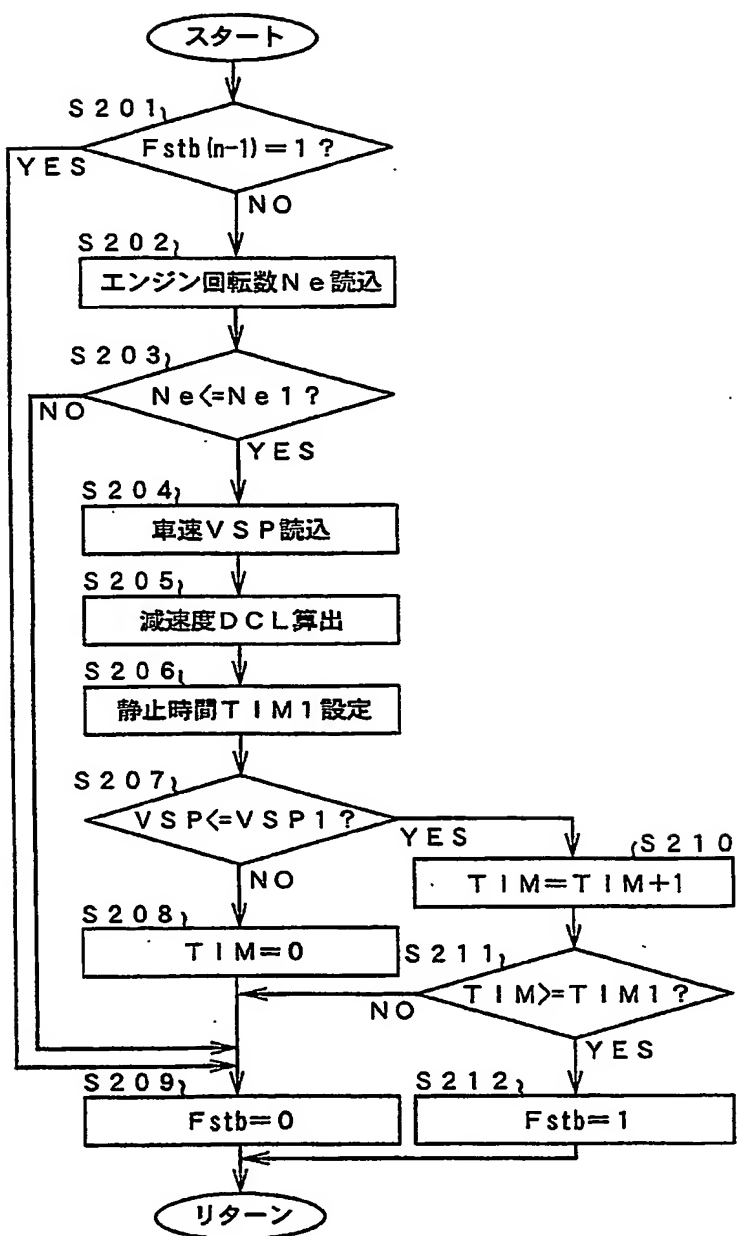 スタート
S201
Fstb(n-1)=1?
YES
NO
S202
エンジン回転数Ne読込
S203
Ne<=Ne1?
NO
YES
S204
車速VSP読込
S205
減速度DCL算出
S206
静止時間TIM1設定
S207
VSP<=VSP1?
YES
NO
S210
TIM=TIM+1
S208
TIM=0
S211
TIM>=TIM1?
NO
YES
S209
Fstb=0
S212
Fstb=1
リターン